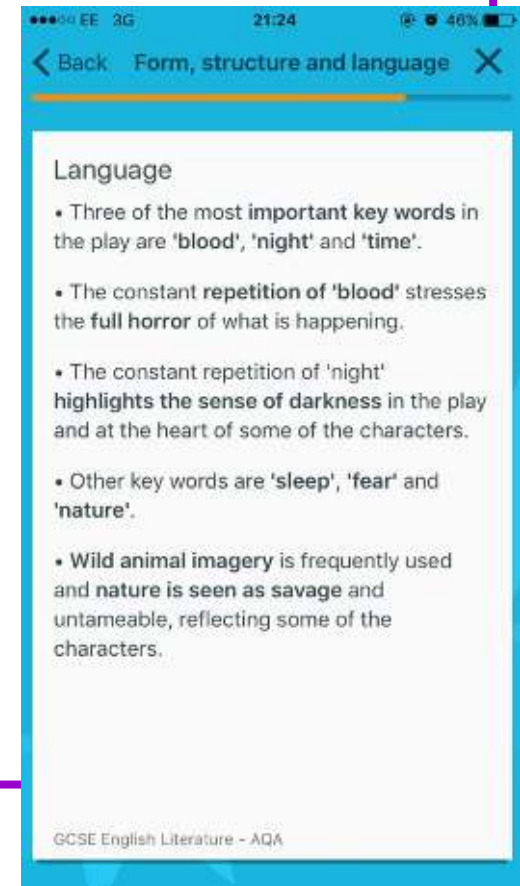 EE 3G 21:24 46%
Back Form, structure and language
Language
• Three of the most important key words in
the play are 'blood', 'night' and 'time'.
• The constant repetition of 'blood' stresses
the full horror of what is happening.
• The constant repetition of 'night'
highlights the sense of darkness in the play
and at the heart of some of the characters.
• Other key words are 'sleep', 'fear' and
'nature'.
• Wild animal imagery is frequently used
and nature is seen as savage and
untameable, reflecting some of the
characters.
GCSE English Literature - AQA